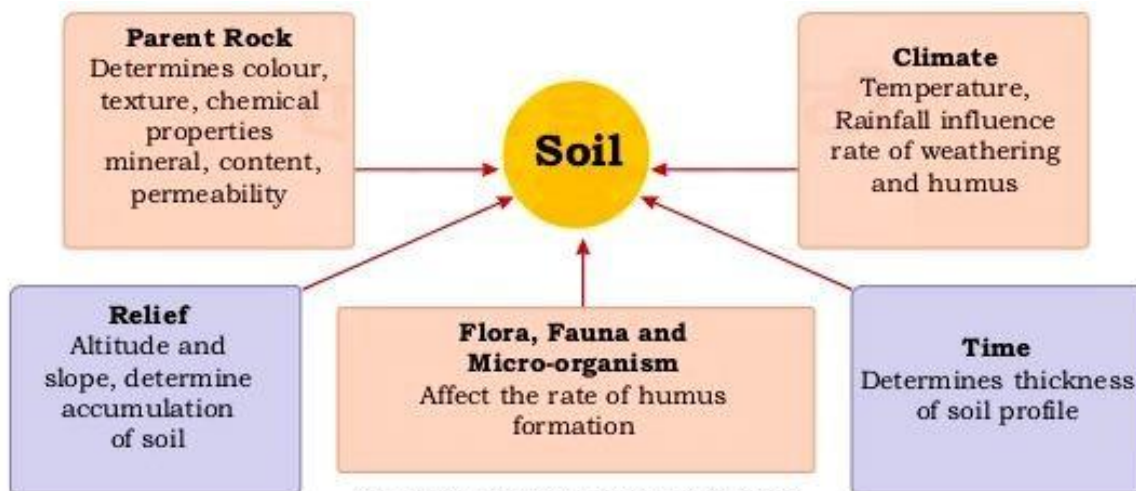 Parent Rock
Determines colour,
texture, chemical
properties
mineral, content,
permeability
Soil
Climate
Temperature,
Rainfall influence
rate of weathering
and humus
Relief
Altitude and
slope, determine
accumulation
of soil
Flora, Fauna and
Micro-organism
Affect the rate of humus
formation
Time
Determines thickness
of soil profile